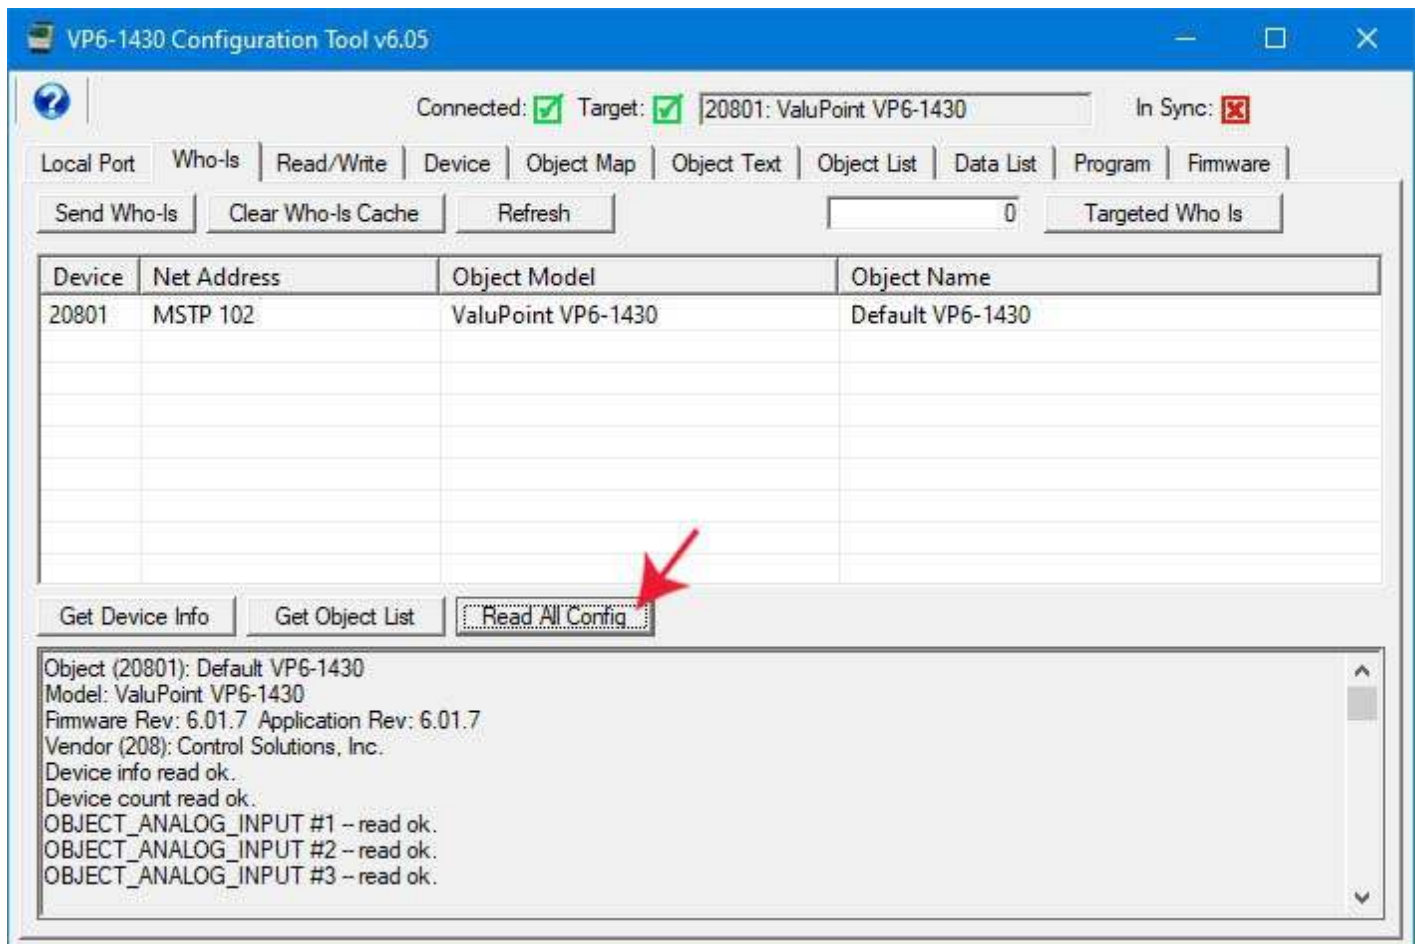 VP6-1430 Configuration Tool v6.05
Connected: Target: 20801: ValuPoint VP6-1430 In Sync:
Local Port Who-Is Read/Write Device Object Map Object Text Object List Data List Program Firmware
Send Who-Is Clear Who-Is Cache Refresh 0 Targeted Who Is
Device Net Address Object Model Object Name
20801 MSTP 102 ValuPoint VP6-1430 Default VP6-1430
Get Device Info Get Object List Read All Config
Object (20801): Default VP6-1430
Model: ValuPoint VP6-1430
Firmware Rev: 6.01.7 Application Rev: 6.01.7
Vendor (208): Control Solutions, Inc.
Device info read ok.
Device count read ok.
OBJECT_ANALOG_INPUT #1 -- read ok.
OBJECT_ANALOG_INPUT #2 -- read ok.
OBJECT_ANALOG_INPUT #3 -- read ok.